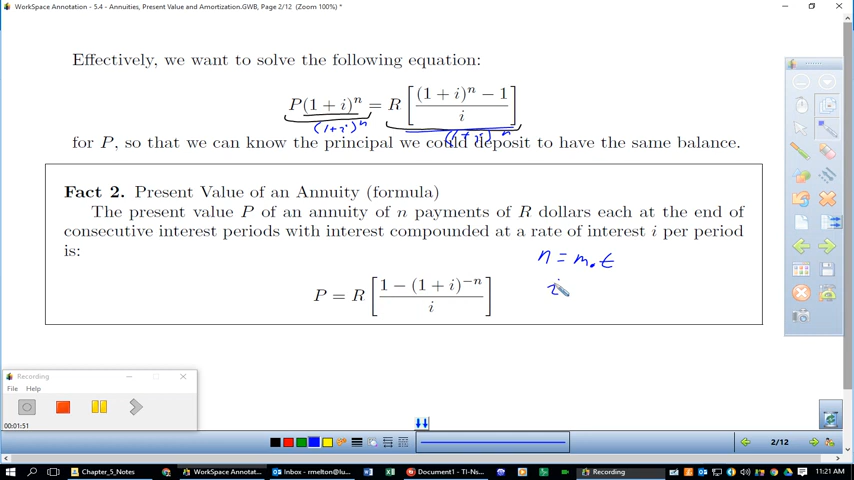 WorkSpace Annotation - 5.4 - Annuities, Present Value and Amortization.GWB, Page 2/12 (Zoom 100%) *
Effectively, we want to solve the following equation:
P(1 + i)^n = R [ (1 + i)^n − 1 / i ]
(1+i)^n (1+i)^n
for P, so that we can know the principal we could deposit to have the same balance.
Fact 2. Present Value of an Annuity (formula)
The present value P of an annuity of n payments of R dollars each at the end of
consecutive interest periods with interest compounded at a rate of interest i per period
is:
n = m.t
P = R [ 1 − (1 + i)^−n / i ]
i
Recording
File Help
00:01:51
2/12
Chapter_5_Notes
WorkSpace Annotat...
Inbox - rmelton@lu...
Document1 - TI-Ns...
Recording
11:21 AM